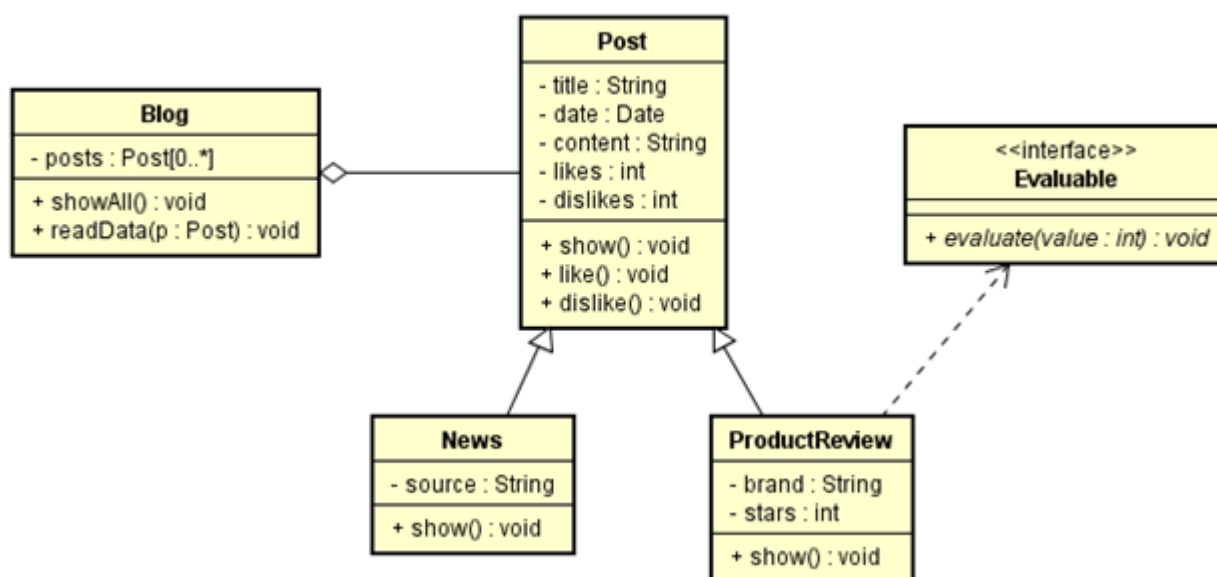 Post
- title : String
- date : Date
- content : String
- likes : int
- dislikes : int
+ show() : void
+ like() : void
+ dislike() : void
Blog
- posts : Post[0..*]
+ showAll() : void
+ readData(p : Post) : void
<<interface>>
Evaluable
+ evaluate(value : int) : void
News
- source : String
+ show() : void
ProductReview
- brand : String
- stars : int
+ show() : void